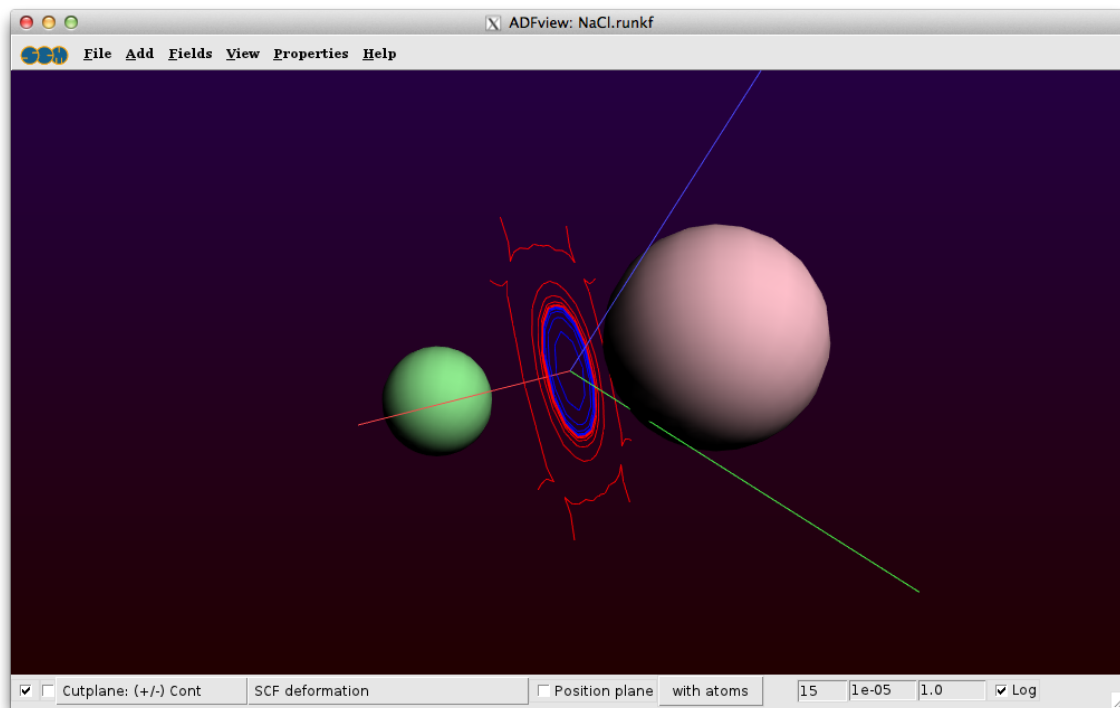 ADFview: NaCl.runkf
SCM File Add Fields View Properties Help
Cutplane: (+/-) Cont SCF deformation Position plane with atoms 15 1e-05 1.0 Log